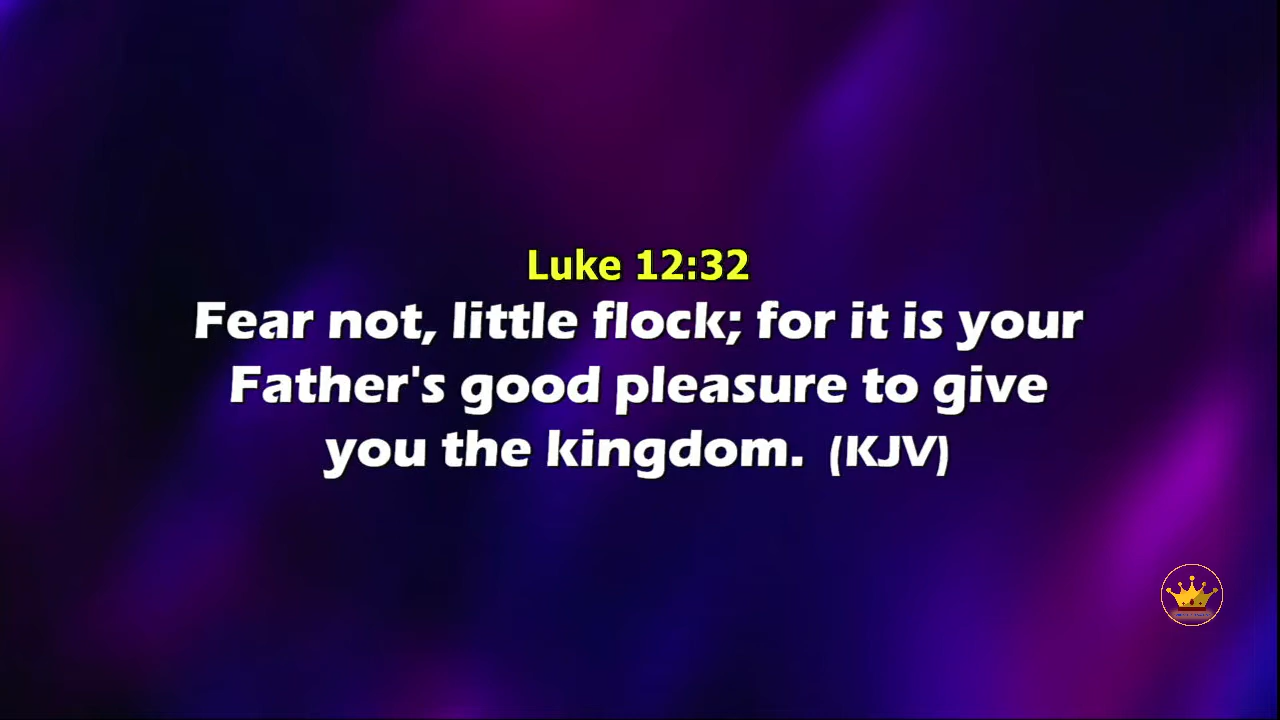 Luke 12:32
Fear not, little flock; for it is your
Father's good pleasure to give
you the kingdom. (KJV)